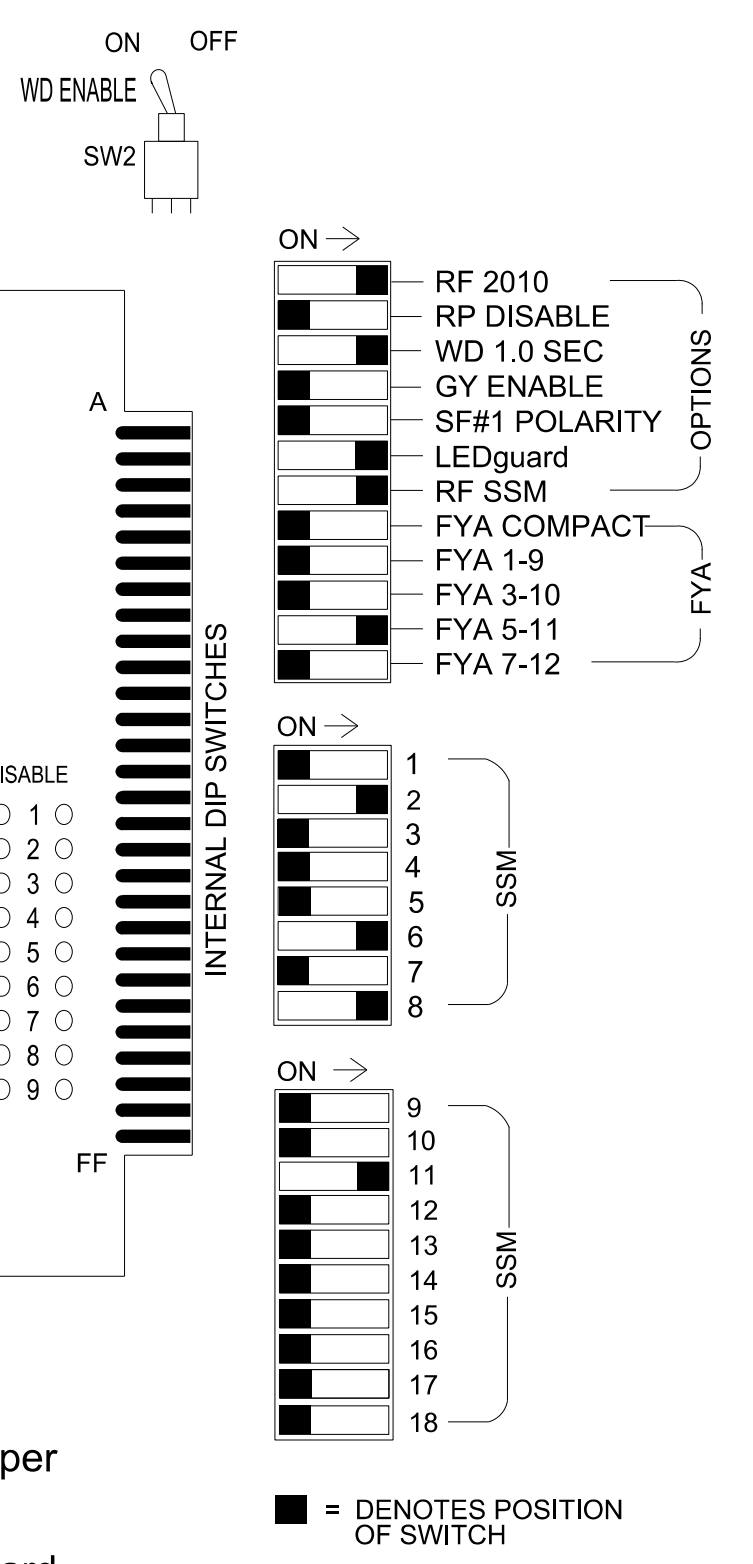 ON OFF
WD ENABLE
SW2
ON →
RF 2010
RP DISABLE
WD 1.0 SEC
GY ENABLE
SF#1 POLARITY
LEDguard
RF SSM
FYA COMPACT
FYA 1-9
FYA 3-10
FYA 5-11
FYA 7-12
OPTIONS
FYA
A
FF
INTERNAL DIP SWITCHES
ISABLE
1
2
3
4
5
6
7
8
9
ON →
1
2
3
4
5
6
7
8
SSM
ON →
9
10
11
12
13
14
15
16
17
18
SSM
per
= DENOTES POSITION
OF SWITCH